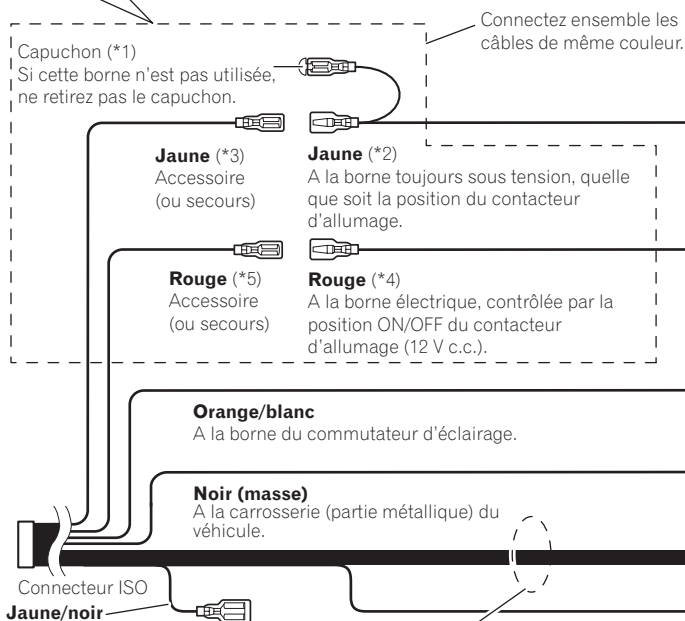 Connectez ensemble les
câbles de même couleur.
Capuchon (*1)
Si cette borne n'est pas utilisée,
ne retirez pas le capuchon.
Jaune (*3)
Accessoire
(ou secours)
Jaune (*2)
A la borne toujours sous tension, quelle
que soit la position du contacteur
d'allumage.
Rouge (*5)
Accessoire
(ou secours)
Rouge (*4)
A la borne électrique, contrôlée par la
position ON/OFF du contacteur
d'allumage (12 V c.c.).
Orange/blanc
A la borne du commutateur d'éclairage.
Noir (masse)
A la carrosserie (partie métallique) du
véhicule.
Connecteur ISO
Jaune/noir